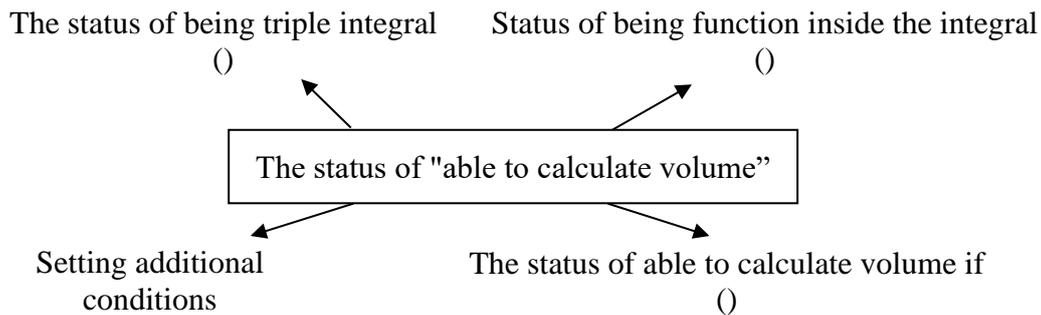 The status of being triple integral
()
Status of being function inside the integral
()
The status of "able to calculate volume”
Setting additional
conditions
The status of able to calculate volume if
()